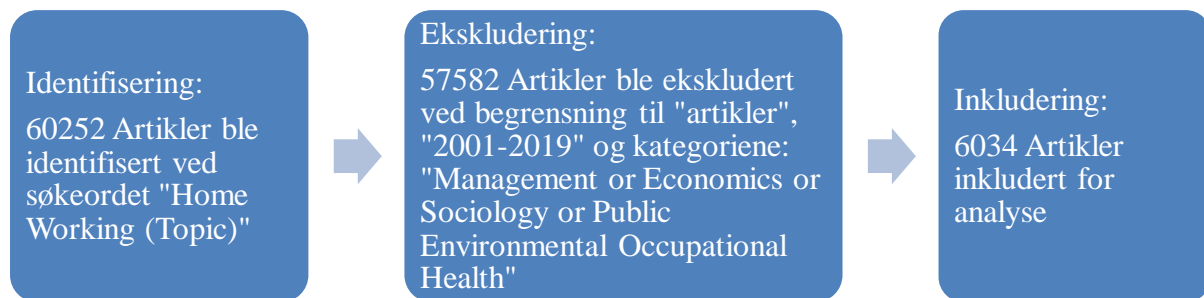 Identifisering:
60252 Artikler ble
identifisert ved
søkeordet "Home
Working (Topic)"
Ekskludering:
57582 Artikler ble ekskludert
ved begrensning til "artikler",
"2001-2019" og kategoriene:
"Management or Economics or
Sociology or Public
Environmental Occupational
Health"
Inkludering:
6034 Artikler
inkludert for
analyse